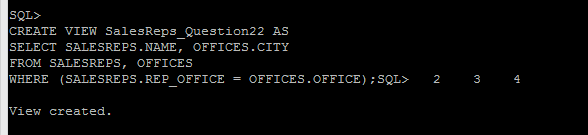 SQL>
CREATE VIEW SalesReps_Question22 AS
SELECT SALESREPS.NAME, OFFICES.CITY
FROM SALESREPS, OFFICES
WHERE (SALESREPS.REP_OFFICE = OFFICES.OFFICE);SQL>   2    3    4
View created.